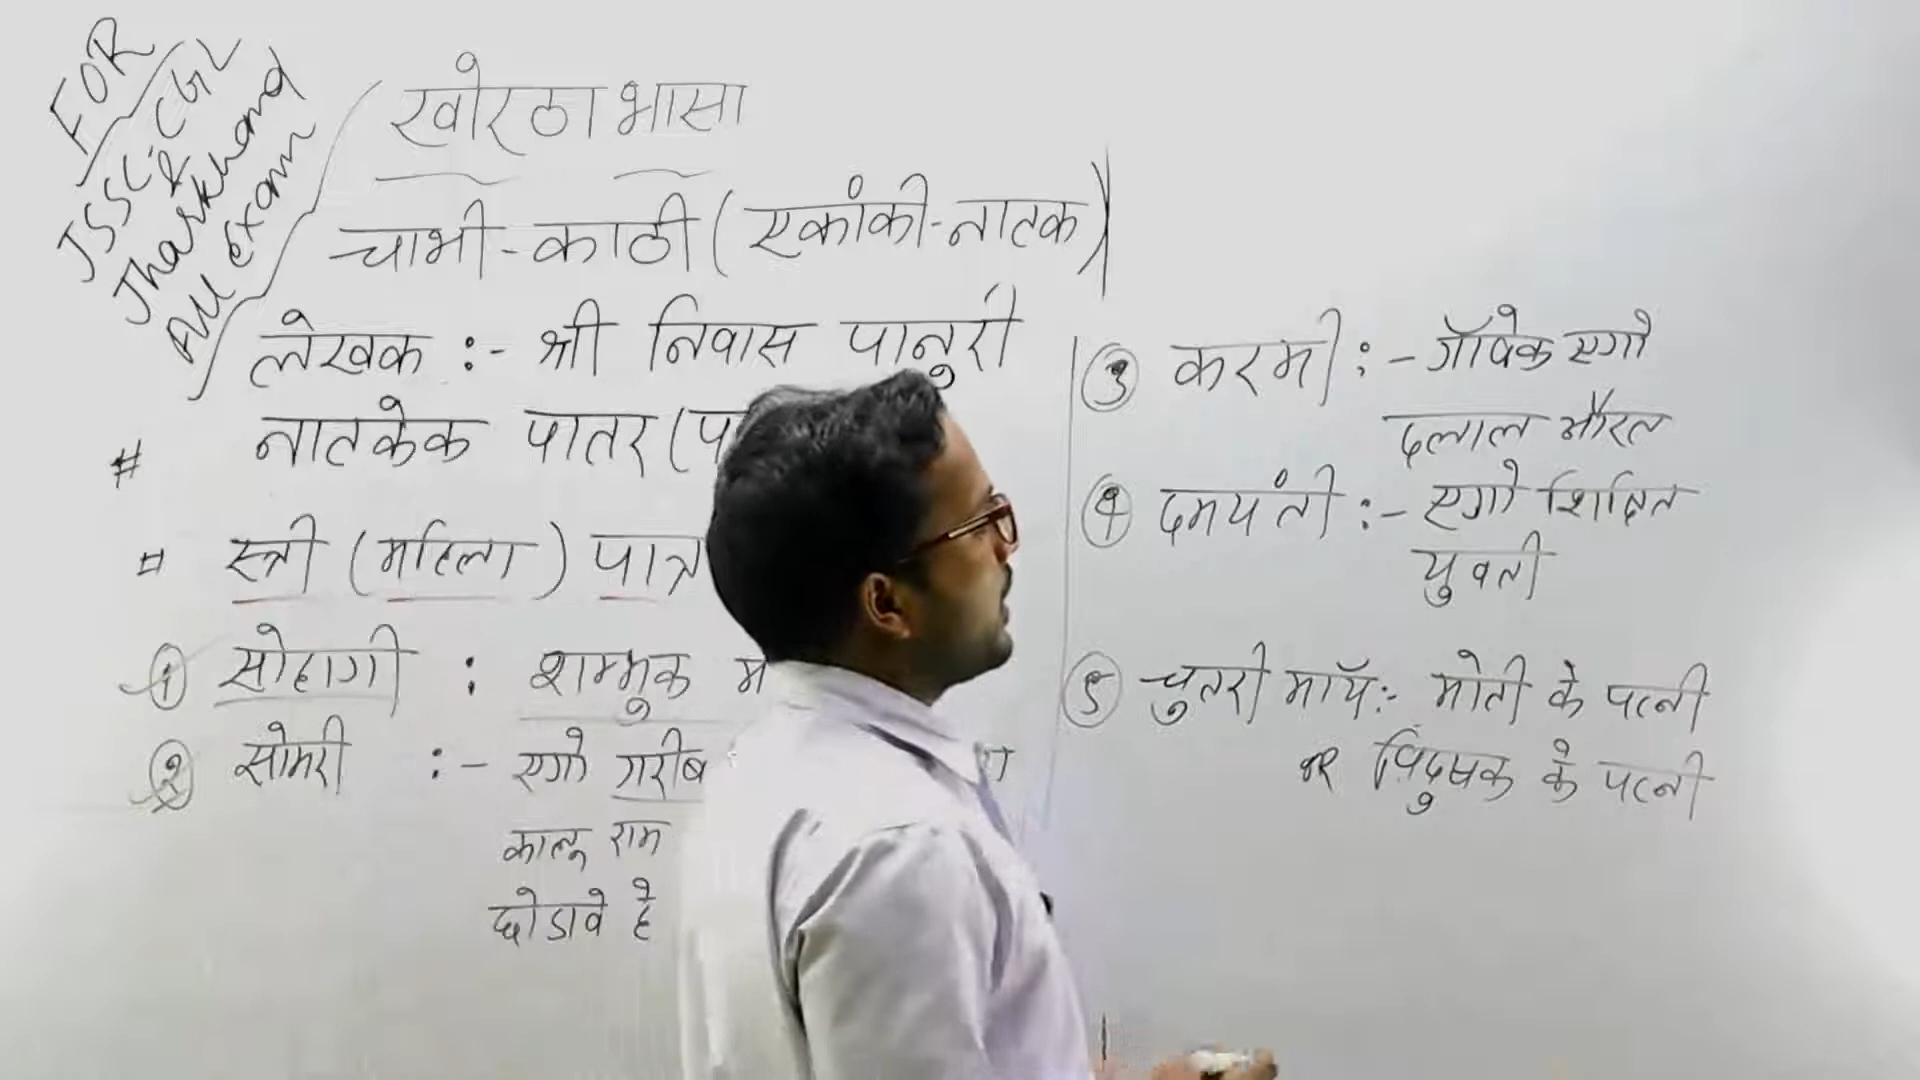 FOR
JSSC-CGL
&
Jharkhand
All Exam
खोरठा भासा
चाभी-काठी (एकांकी-नाटक)
लेखक :- श्री निवास पानुरी
# नाटकेक पातर (प
# स्त्री (महिला) पात्र
① सोहागी : शम्भुक
② सोमरी :- एगो गरीब
कालू राम
छोडावे हे
③ करमी :- गाँवेक एगो
दलाल औरत
④ दमयंती :- एगो शिक्षित
युवती
⑤ चुतरी माँय :- मोती के पत्नी
or विदुषक के पत्नी